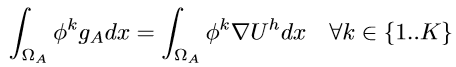 ∫_{Ω_A} ϕ^k g_A dx = ∫_{Ω_A} ϕ^k ∇U^h dx ∀k ∈ {1..K}